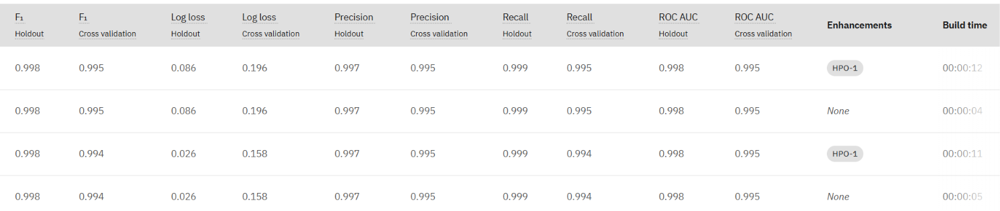 F₁ F₁ Log loss Log loss Precision Precision Recall Recall ROC AUC ROC AUC Enhancements Build time
Holdout Cross validation Holdout Cross validation Holdout Cross validation Holdout Cross validation Holdout Cross validation
0.998 0.995 0.086 0.196 0.997 0.995 0.999 0.995 0.998 0.995 HPO-1 00:00:12
0.998 0.995 0.086 0.196 0.997 0.995 0.999 0.995 0.998 0.995 None 00:00:04
0.998 0.994 0.026 0.158 0.997 0.995 0.999 0.994 0.998 0.995 HPO-1 00:00:11
0.998 0.994 0.026 0.158 0.997 0.995 0.999 0.994 0.998 0.995 None 00:00:05